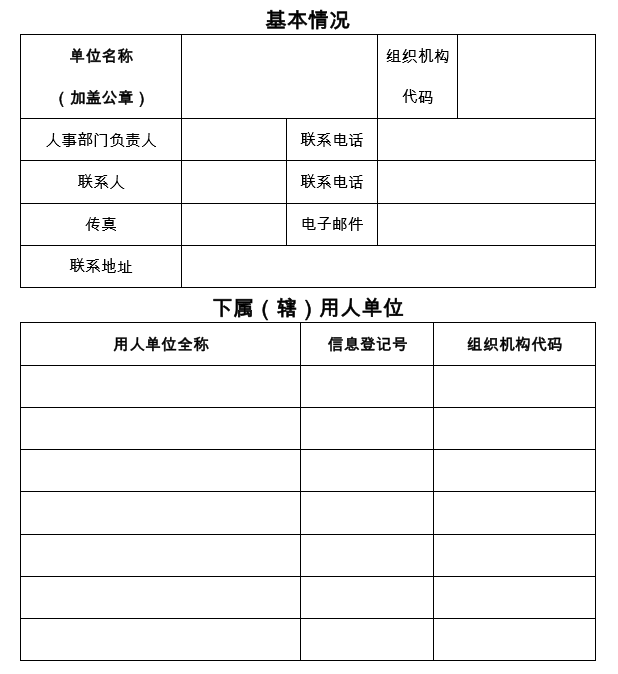 基本情况
单位名称
（加盖公章）
组织机构
代码
人事部门负责人
联系电话
联系人
联系电话
传真
电子邮件
联系地址
下属（辖）用人单位
用人单位全称
信息登记号
组织机构代码